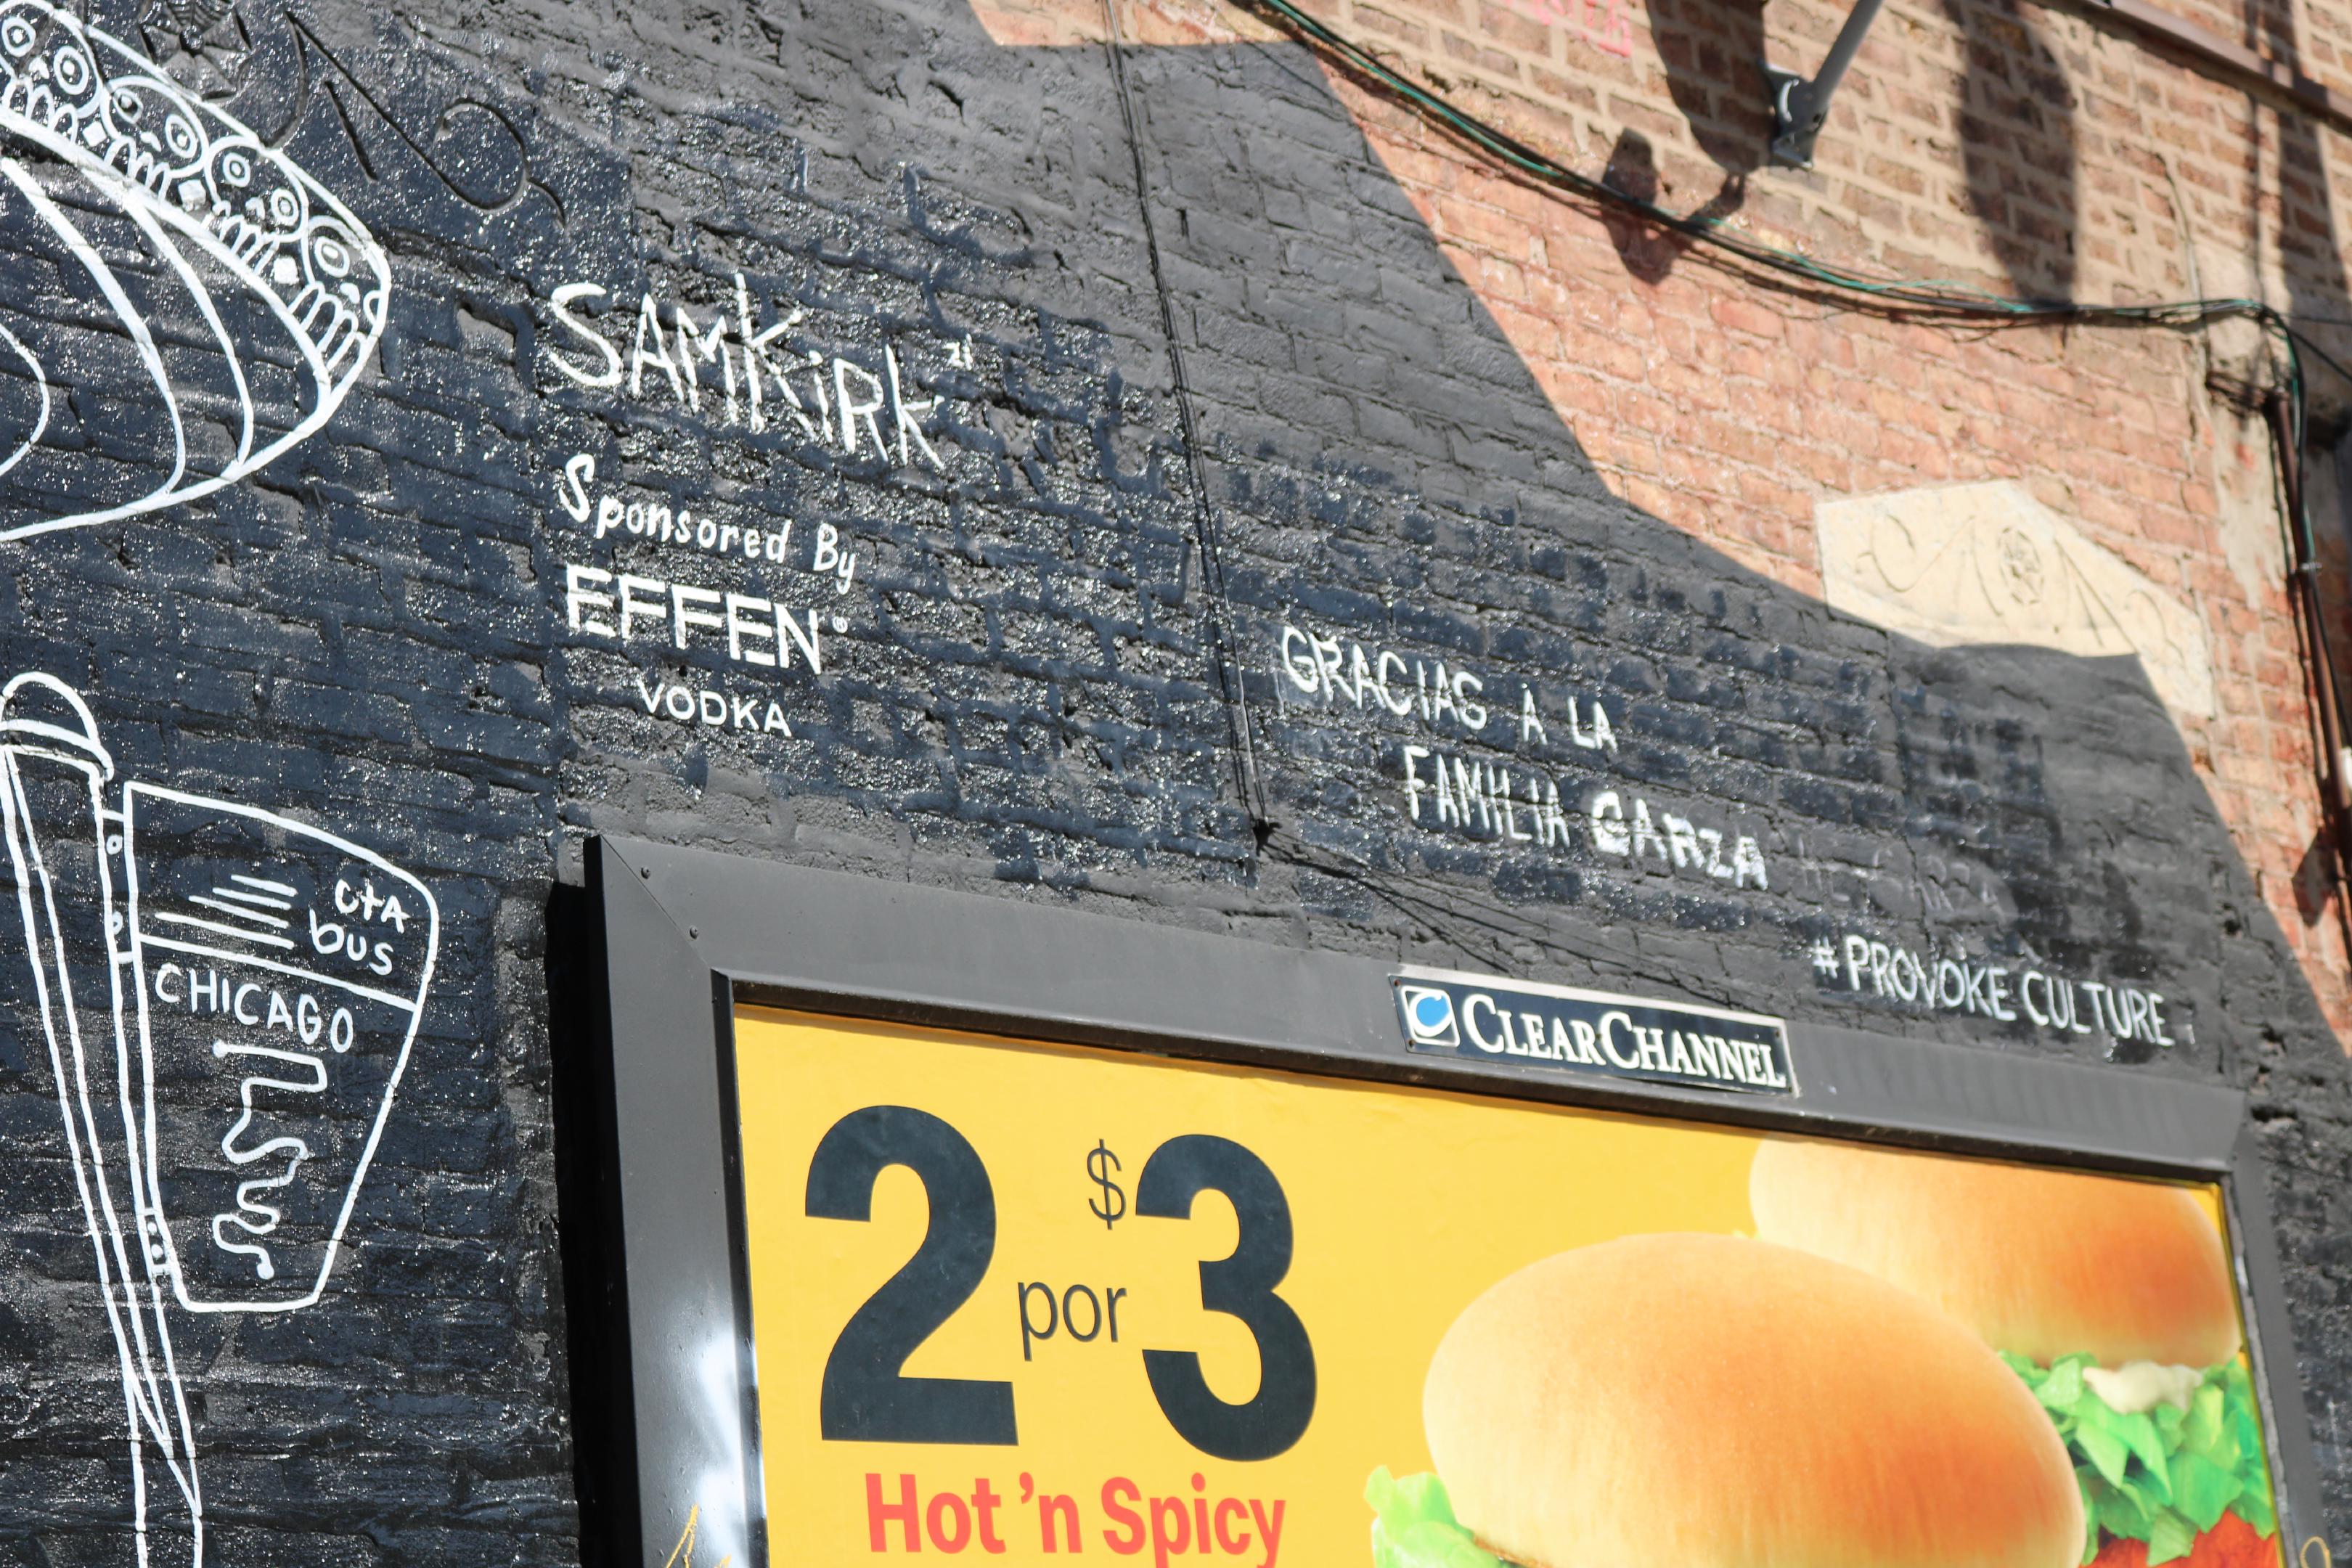 SAMKiRK 21
Sponsored By
EFFEN®
VODKA
GRACIAS A LA
FAMILIA GARZA
#PROVOKE CULTURE
ctA
bus
CHICAGO
CLEARCHANNEL
2 por $3
Hot 'n Spicy